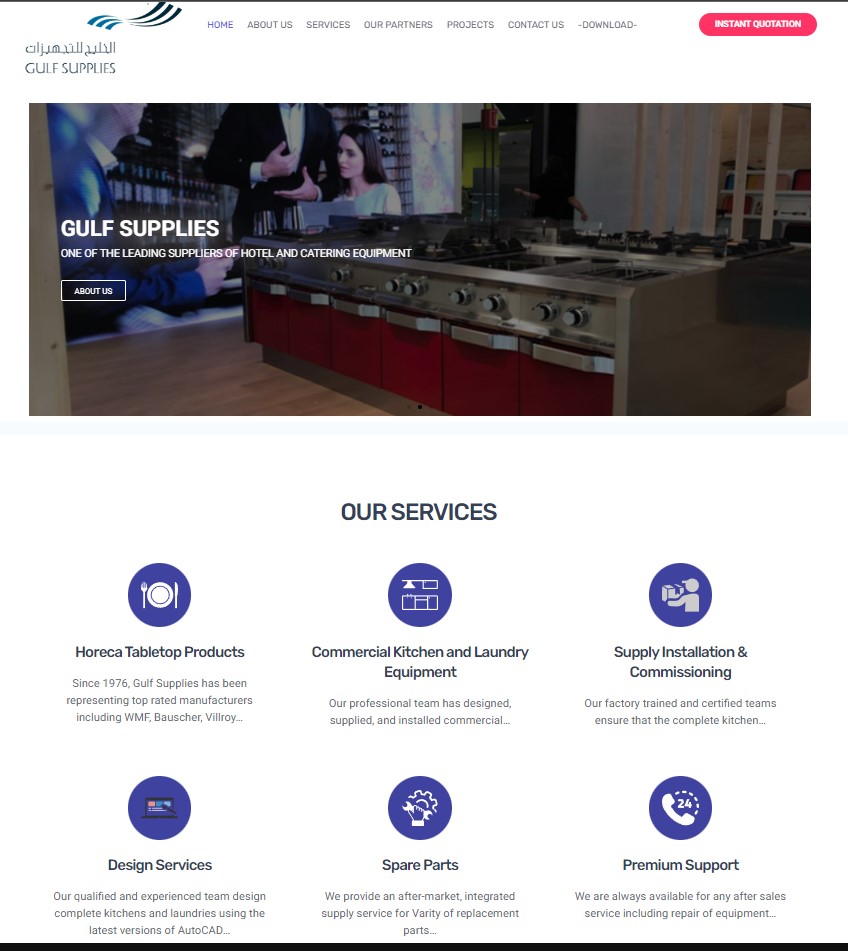 الخليج للتجهيزات
GULF SUPPLIES
HOME ABOUT US SERVICES OUR PARTNERS PROJECTS CONTACT US -DOWNLOAD-
INSTANT QUOTATION
GULF SUPPLIES
ONE OF THE LEADING SUPPLIERS OF HOTEL AND CATERING EQUIPMENT
ABOUT US
OUR SERVICES
Horeca Tabletop Products
Since 1976, Gulf Supplies has been
representing top rated manufacturers
including WMF, Bauscher, Villroy...
Commercial Kitchen and Laundry
Equipment
Our professional team has designed,
supplied, and installed commercial...
Supply Installation &
Commissioning
Our factory trained and certified teams
ensure that the complete kitchen...
Design Services
Our qualified and experienced team design
complete kitchens and laundries using the
latest versions of AutoCAD...
Spare Parts
We provide an after-market, integrated
supply service for Varity of replacement
parts...
24
Premium Support
We are always available for any after sales
service including repair of equipment...